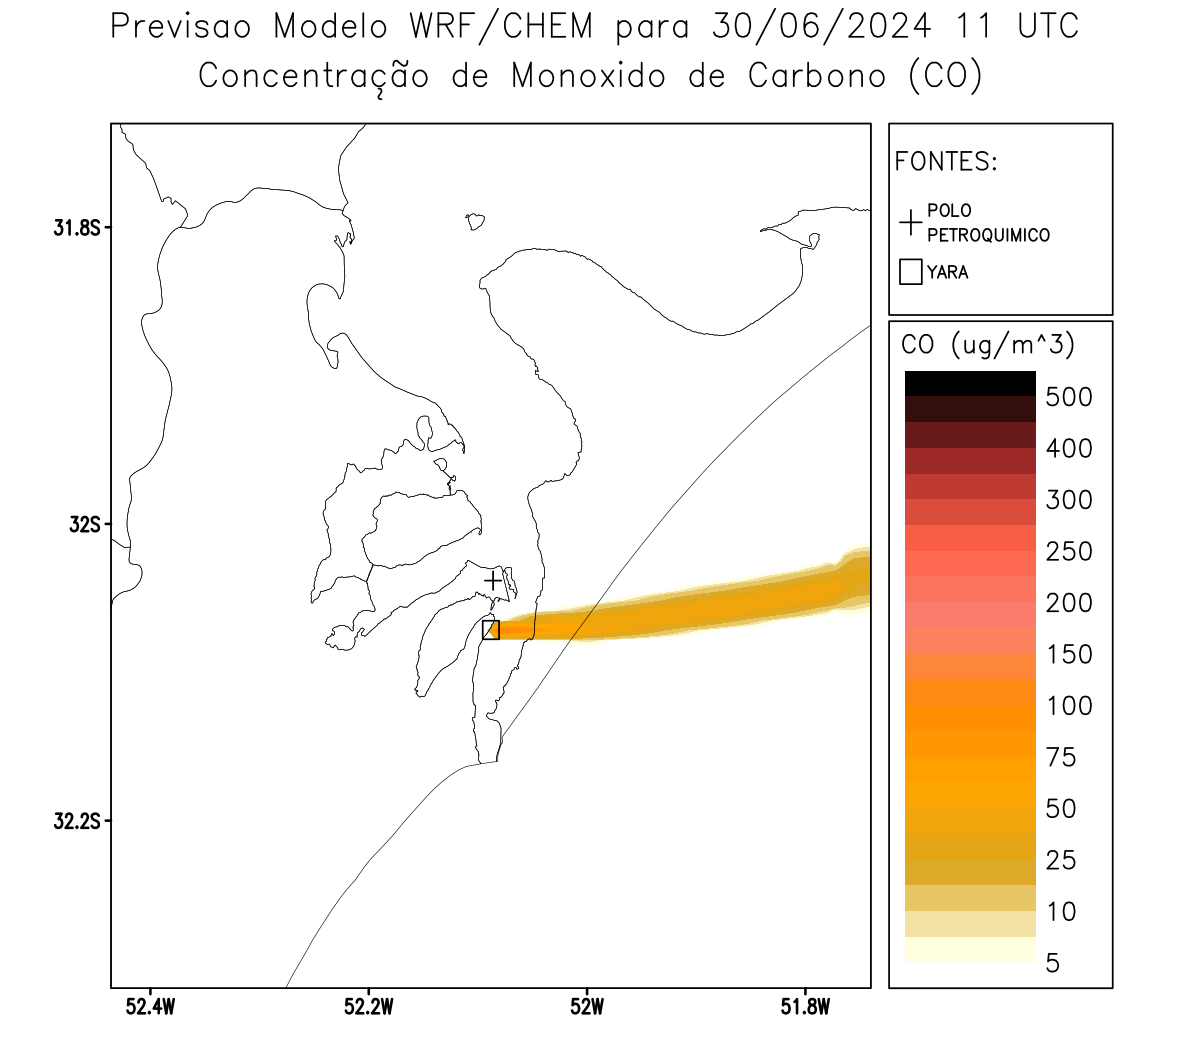 Previsao Modelo WRF/CHEM para 30/06/2024 11 UTC
Concentração de Monoxido de Carbono (CO)
FONTES:
POLO
PETROQUIMICO
YARA
CO (ug/m^3)
500
400
300
250
200
150
100
75
50
25
10
5
31.8S
32S
32.2S
52.4W
52.2W
52W
51.8W